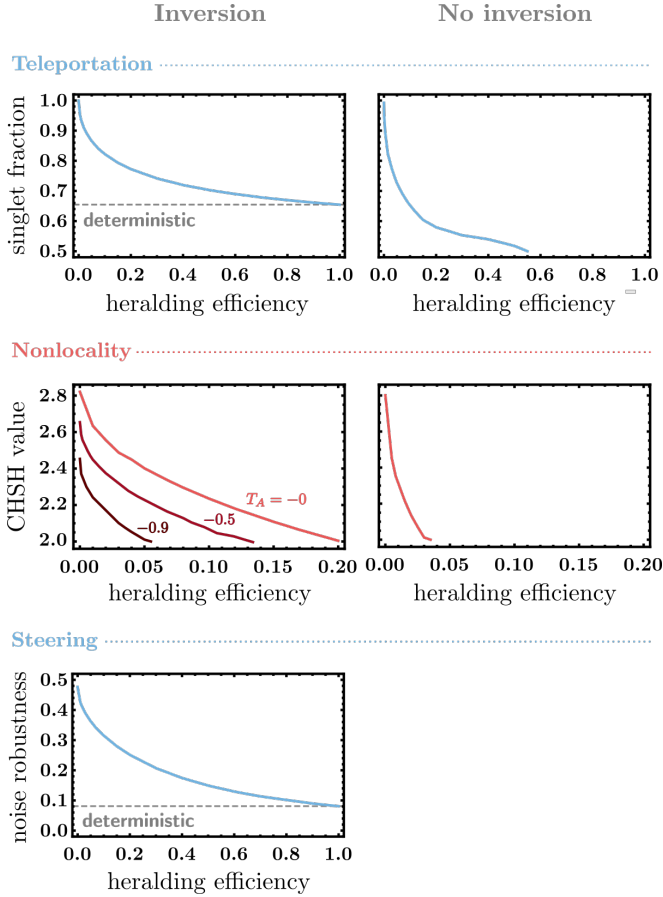 Inversion No inversion
Teleportation
singlet fraction
1.0
0.9
0.8
0.7
0.6
0.5
deterministic
0.0 0.2 0.4 0.6 0.8 1.0
heralding efficiency
0.0 0.2 0.4 0.6 0.8 1.0
heralding efficiency
Nonlocality
CHSH value
2.8
2.6
2.4
2.2
2.0
T_A = −0
−0.5
−0.9
0.00 0.05 0.10 0.15 0.20
heralding efficiency
0.00 0.05 0.10 0.15 0.20
heralding efficiency
Steering
noise robustness
0.5
0.4
0.3
0.2
0.1
0.0
deterministic
0.0 0.2 0.4 0.6 0.8 1.0
heralding efficiency